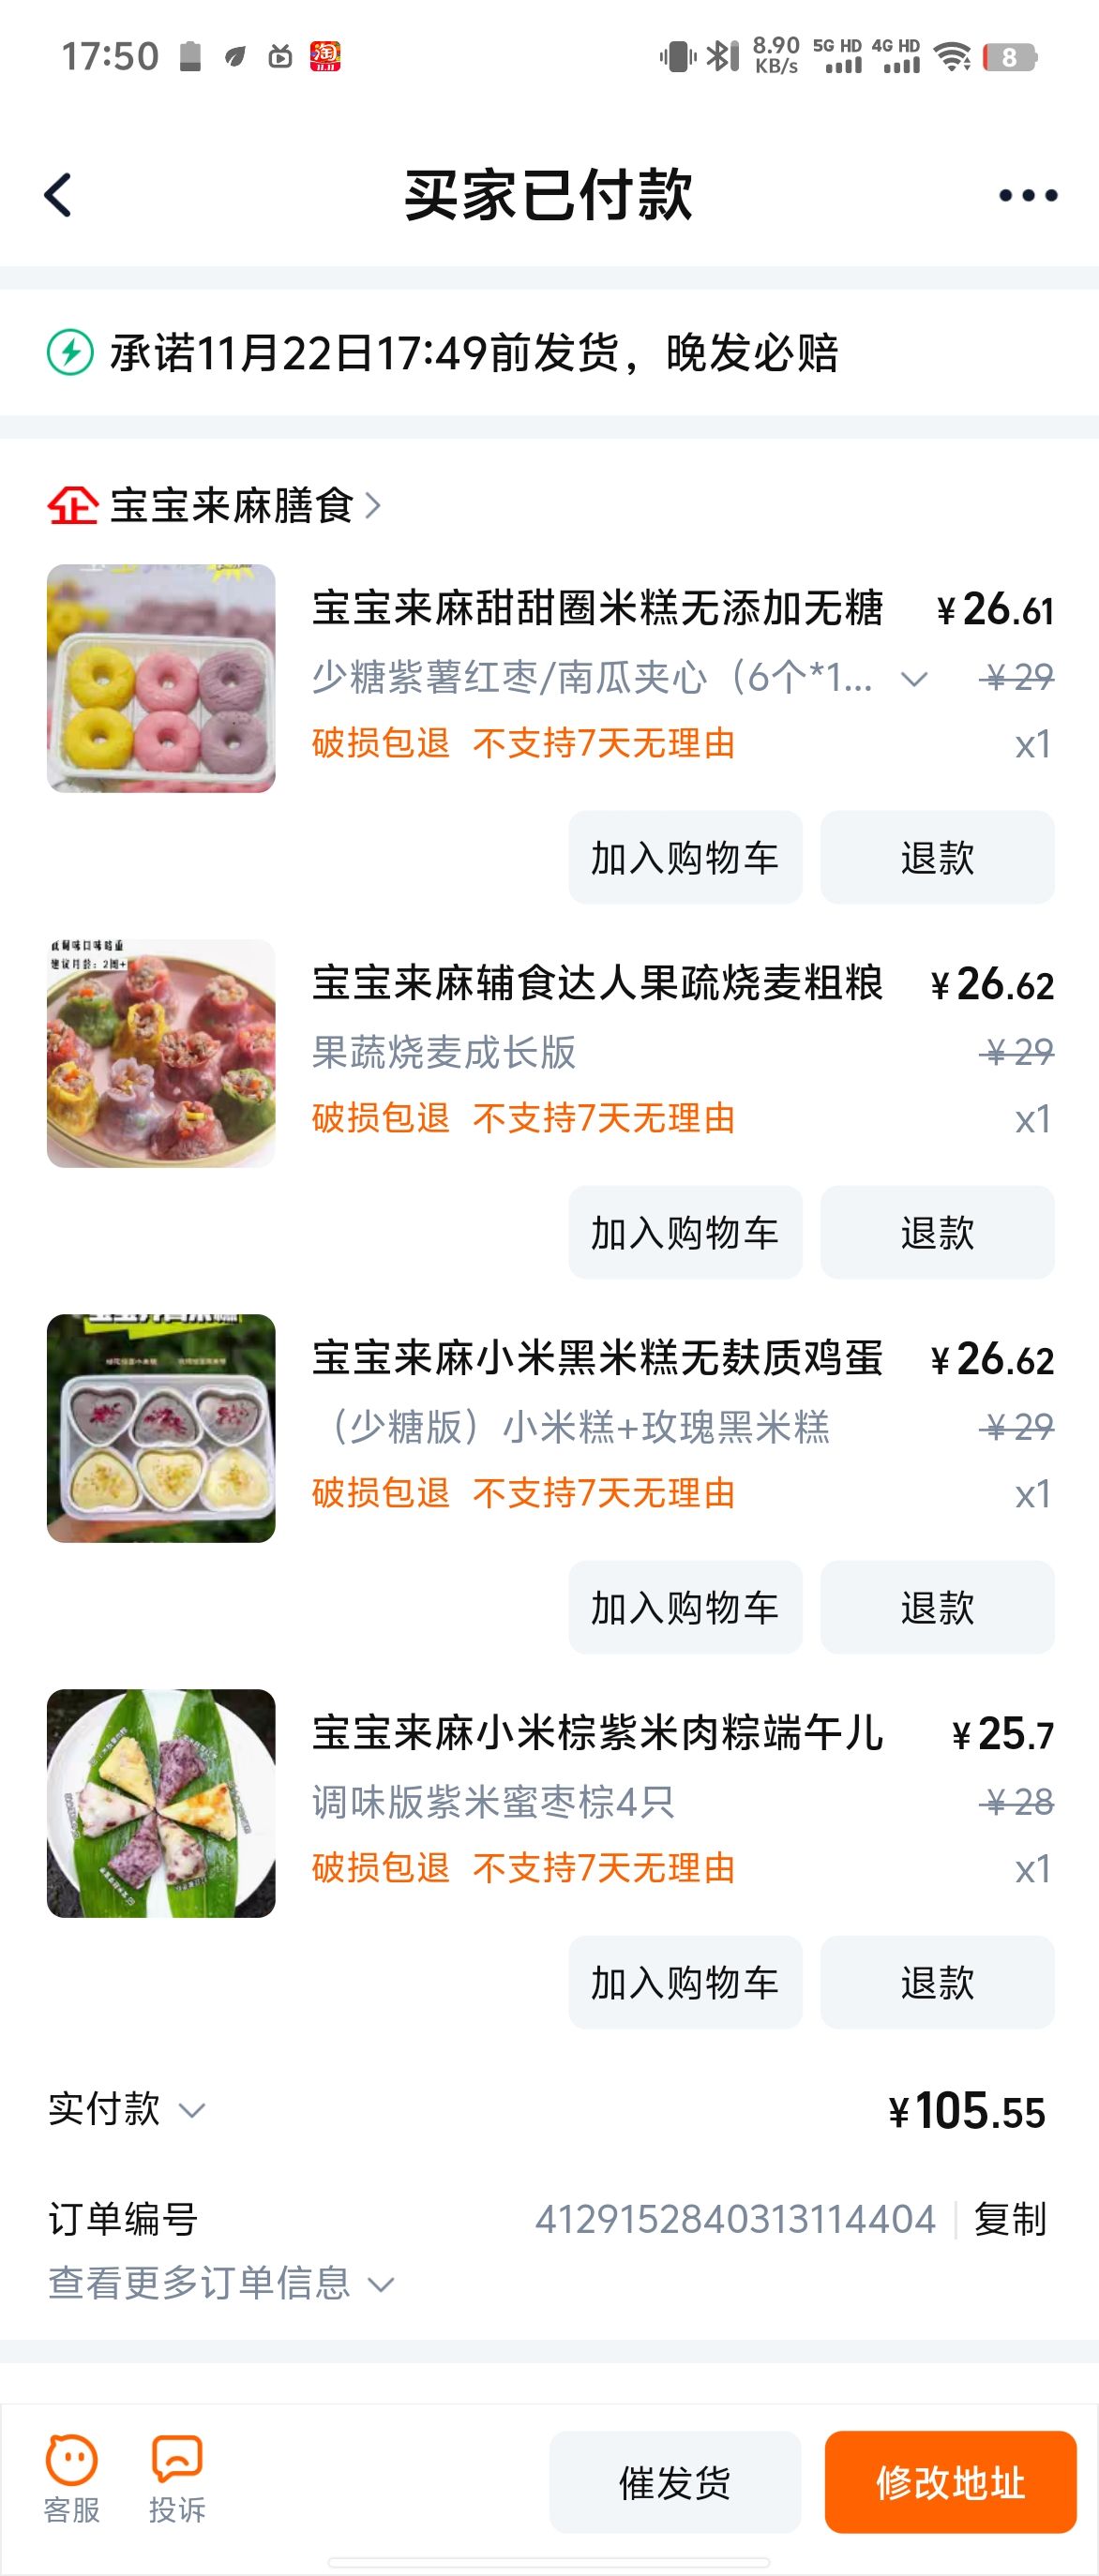 17:50
8.90 KB/s 5G HD 4G HD 8
买家已付款
承诺11月22日17:49前发货，晚发必赔
企 宝宝来麻膳食
宝宝来麻甜甜圈米糕无添加无糖 ¥26.61
少糖紫薯红枣/南瓜夹心（6个*1... ¥29
破损包退 不支持7天无理由 x1
加入购物车 退款
宝宝来麻辅食达人果疏烧麦粗粮 ¥26.62
果蔬烧麦成长版 ¥29
破损包退 不支持7天无理由 x1
加入购物车 退款
宝宝来麻小米黑米糕无麸质鸡蛋 ¥26.62
（少糖版）小米糕+玫瑰黑米糕 ¥29
破损包退 不支持7天无理由 x1
加入购物车 退款
宝宝来麻小米棕紫米肉粽端午儿 ¥25.7
调味版紫米蜜枣棕4只 ¥28
破损包退 不支持7天无理由 x1
加入购物车 退款
实付款 ¥105.55
订单编号 4129152840313114404 复制
查看更多订单信息
客服 投诉 催发货 修改地址